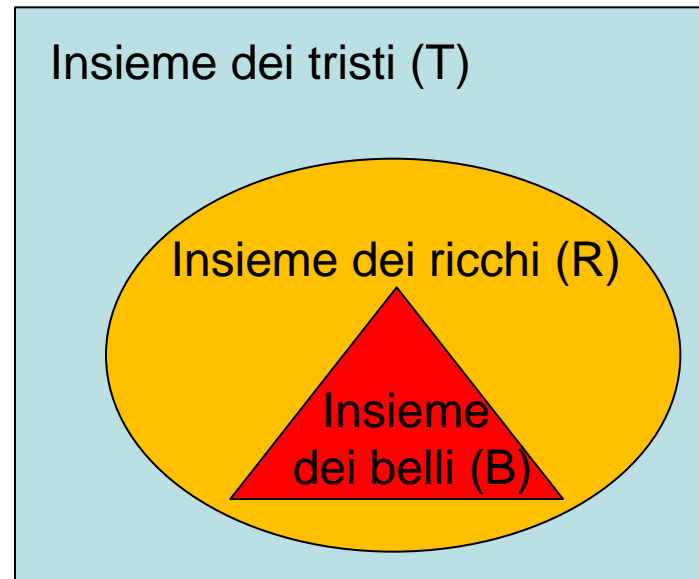 Insieme dei tristi (T)
Insieme dei ricchi (R)
Insieme
dei belli (B)